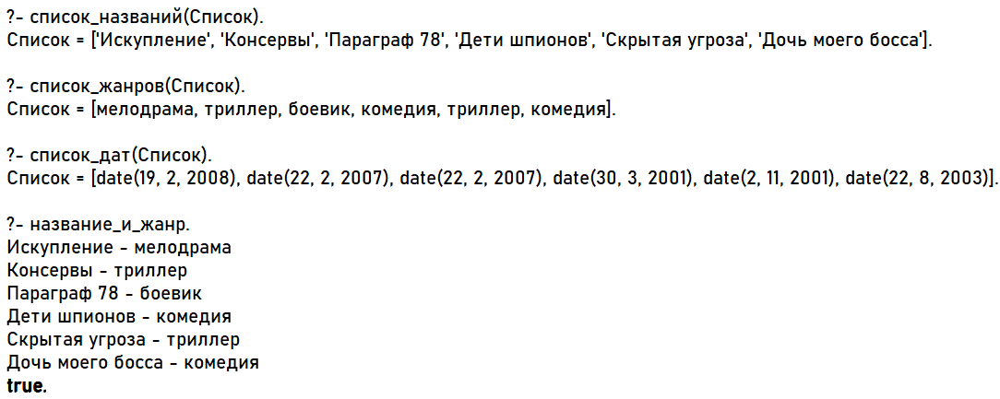 ?- список_названий(Список).
Список = ['Искупление', 'Консервы', 'Параграф 78', 'Дети шпионов', 'Скрытая угроза', 'Дочь моего босса'].
?- список_жанров(Список).
Список = [мелодрама, триллер, боевик, комедия, триллер, комедия].
?- список_дат(Список).
Список = [date(19, 2, 2008), date(22, 2, 2007), date(22, 2, 2007), date(30, 3, 2001), date(2, 11, 2001), date(22, 8, 2003)].
?- название_и_жанр.
Искупление - мелодрама
Консервы - триллер
Параграф 78 - боевик
Дети шпионов - комедия
Скрытая угроза - триллер
Дочь моего босса - комедия
true.